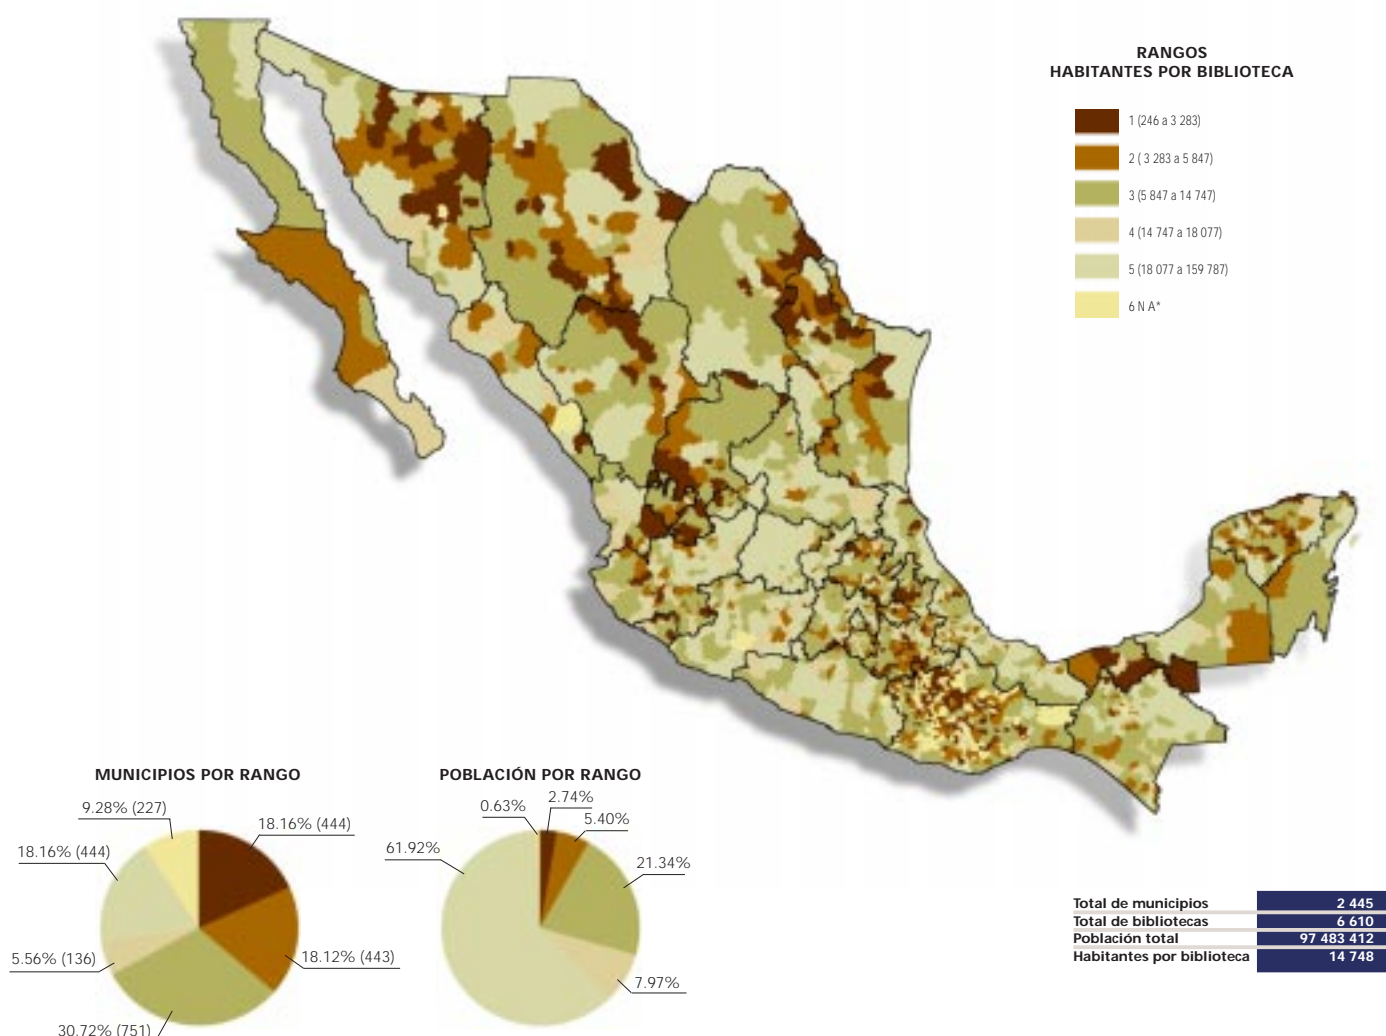 RANGOS
HABITANTES POR BIBLIOTECA
1 (246 a 3 283)
2 ( 3 283 a 5 847)
3 (5 847 a 14 747)
4 (14 747 a 18 077)
5 (18 077 a 159 787)
6 N A*
MUNICIPIOS POR RANGO
9.28% (227)
18.16% (444)
18.16% (444)
5.56% (136)
18.12% (443)
30.72% (751)
POBLACIÓN POR RANGO
0.63%
2.74%
5.40%
61.92%
21.34%
7.97%
Total de municipios 2 445
Total de bibliotecas 6 610
Población total 97 483 412
Habitantes por biblioteca 14 748